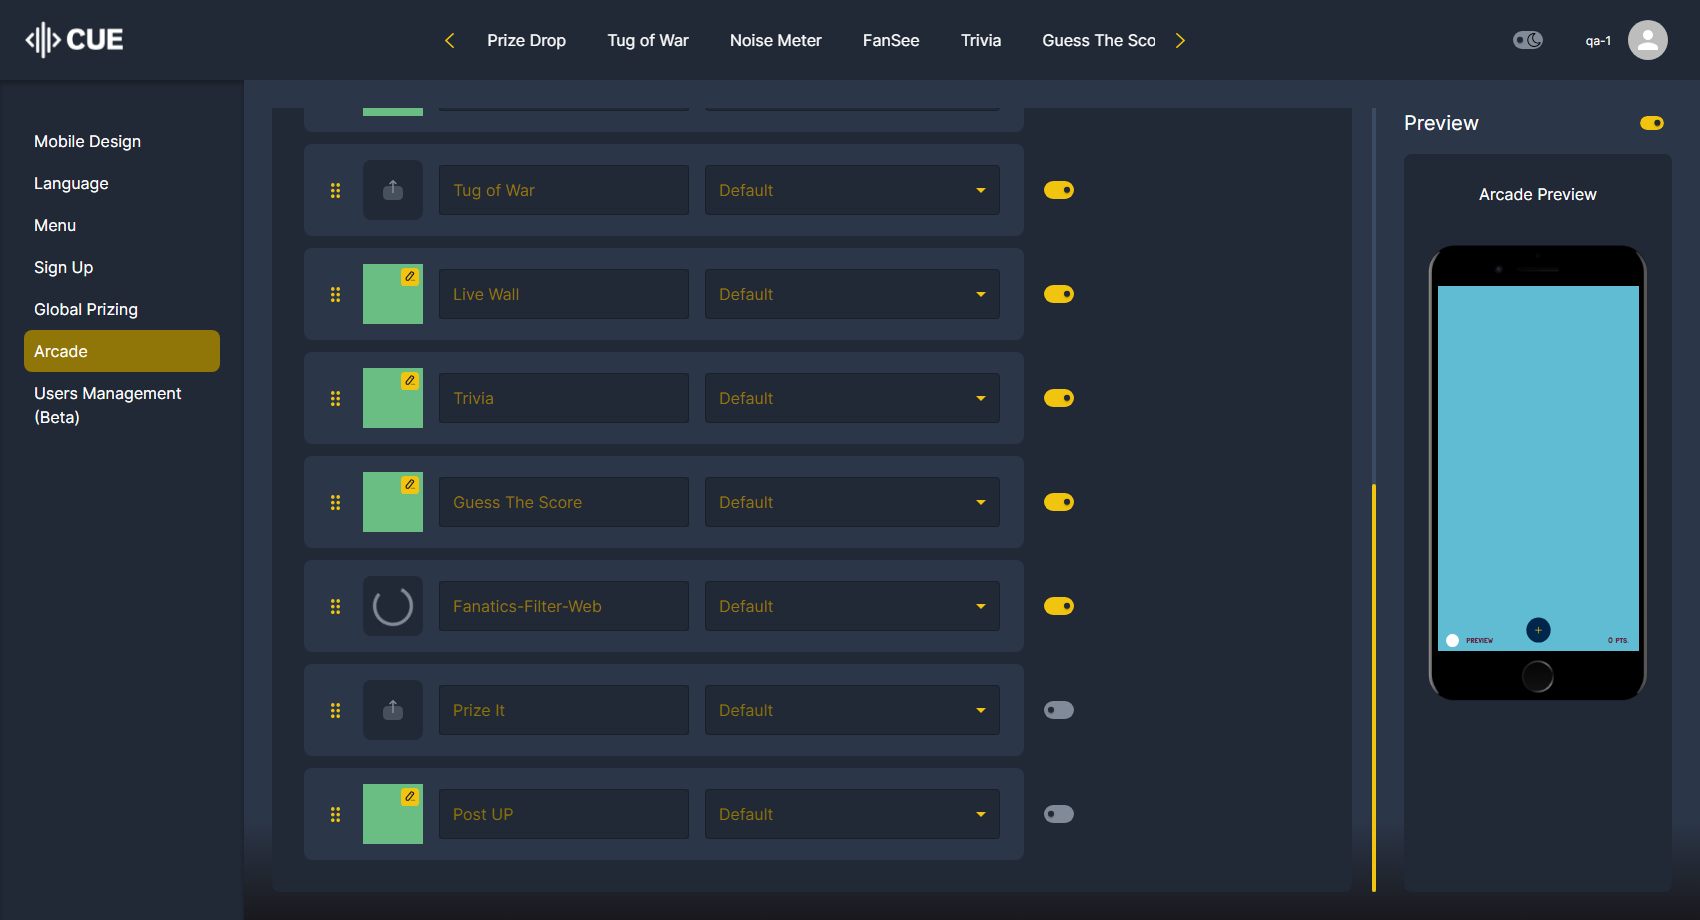 CUE
Prize Drop
Tug of War
Noise Meter
FanSee
Trivia
Guess The Sco
qa-1
Mobile Design
Language
Menu
Sign Up
Global Prizing
Arcade
Users Management
(Beta)
Tug of War
Default
Live Wall
Default
Trivia
Default
Guess The Score
Default
Fanatics-Filter-Web
Default
Prize It
Default
Post UP
Default
Preview
Arcade Preview
+
PREVIEW
0 PTS.